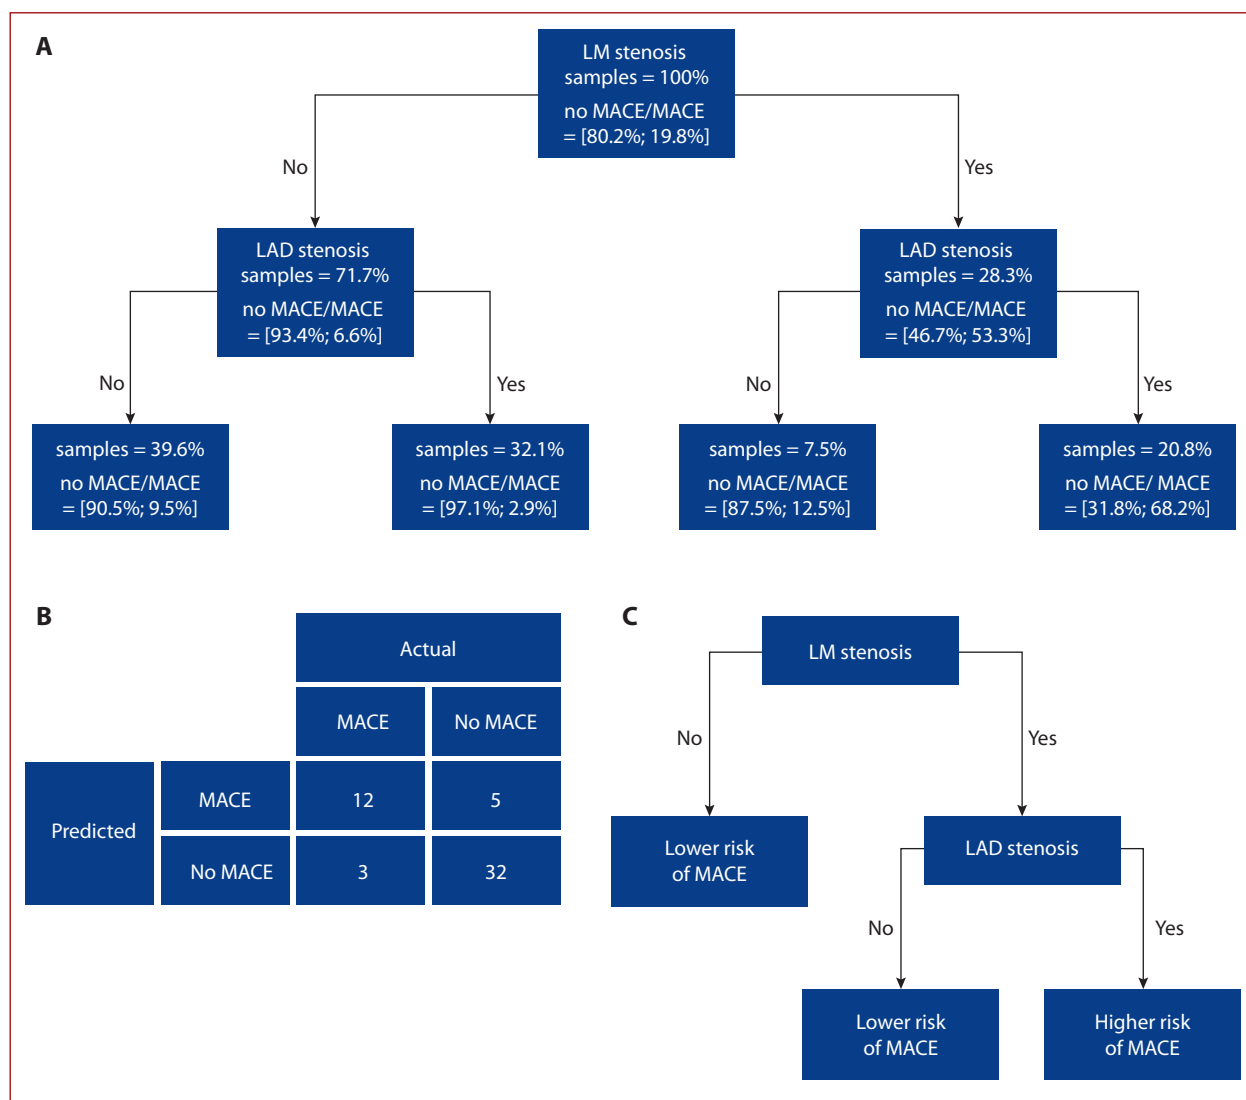 A
LM stenosis
samples = 100%
no MACE/MACE
= [80.2%; 19.8%]
No
Yes
LAD stenosis
samples = 71.7%
no MACE/MACE
= [93.4%; 6.6%]
LAD stenosis
samples = 28.3%
no MACE/MACE
= [46.7%; 53.3%]
No
Yes
No
Yes
samples = 39.6%
no MACE/MACE
= [90.5%; 9.5%]
samples = 32.1%
no MACE/MACE
= [97.1%; 2.9%]
samples = 7.5%
no MACE/MACE
= [87.5%; 12.5%]
samples = 20.8%
no MACE/ MACE
= [31.8%; 68.2%]
B
Actual
MACE
No MACE
Predicted
MACE
12
5
No MACE
3
32
C
LM stenosis
No
Yes
Lower risk
of MACE
LAD stenosis
No
Yes
Lower risk
of MACE
Higher risk
of MACE